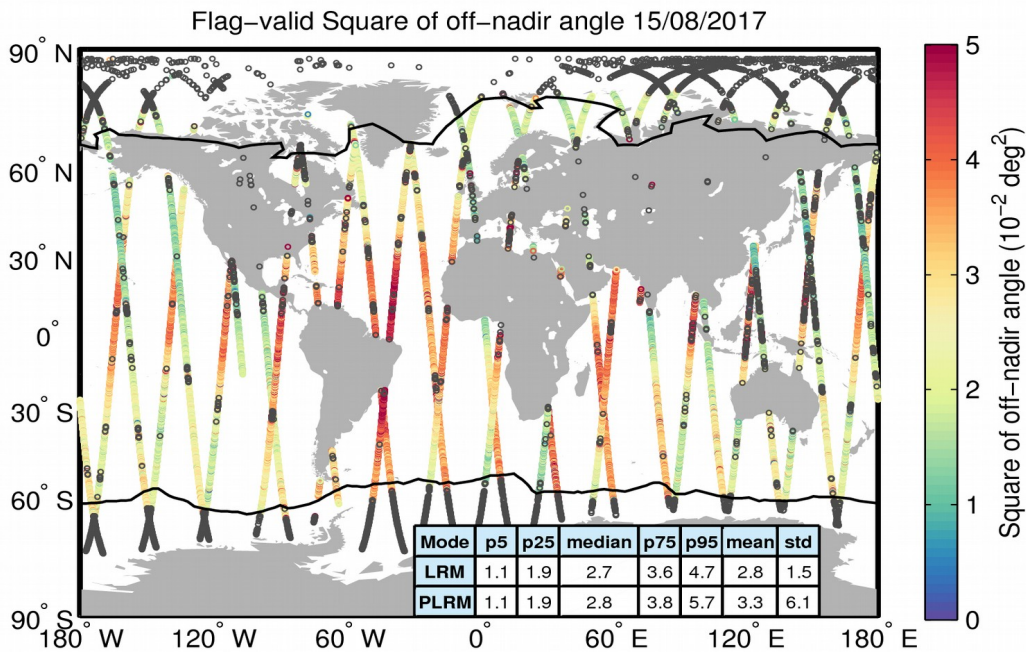 Flag−valid Square of off−nadir angle 15/08/2017
90° N
60° N
30° N
0°
30° S
60° S
90° S
180° W 120° W 60° W 0° 60° E 120° E 180° E
Mode p5 p25 median p75 p95 mean std
LRM 1.1 1.9 2.7 3.6 4.7 2.8 1.5
PLRM 1.1 1.9 2.8 3.8 5.7 3.3 6.1
5
4
3
2
1
0
Square of off−nadir angle (10⁻² deg²)